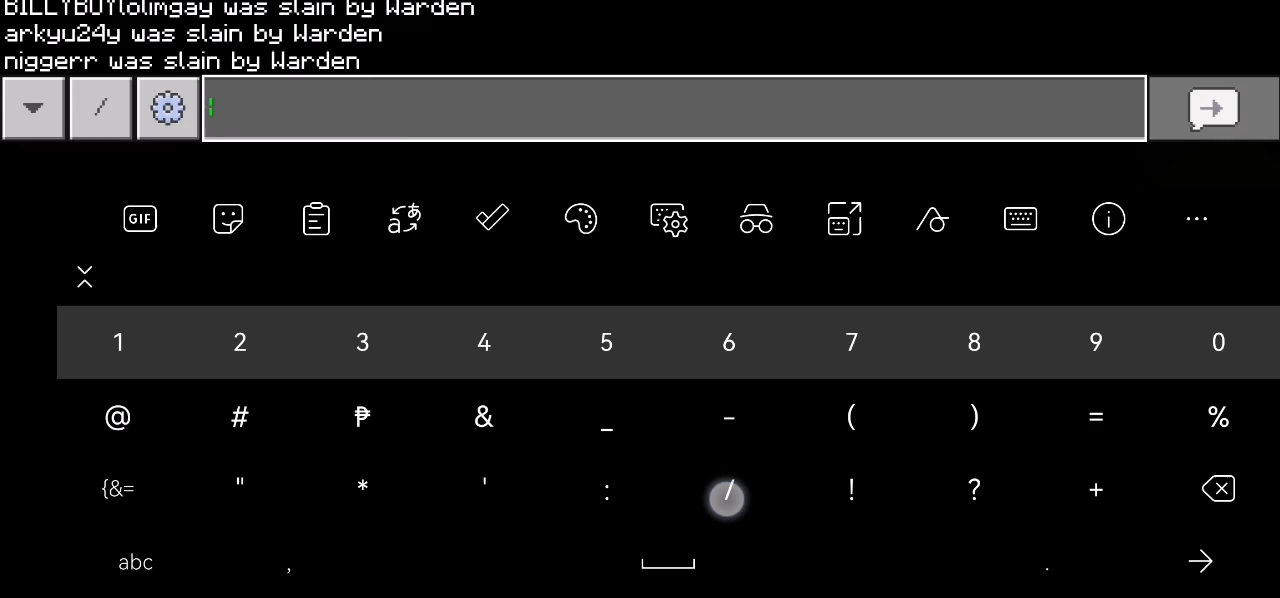 BILLYBOYlolimgay was slain by Warden
arkyu24y was slain by Warden
niggerr was slain by Warden
/
GIF
1 2 3 4 5 6 7 8 9 0
@ # ₱ & _ - ( ) = %
{&= " * ' : / ! ? +
abc , .